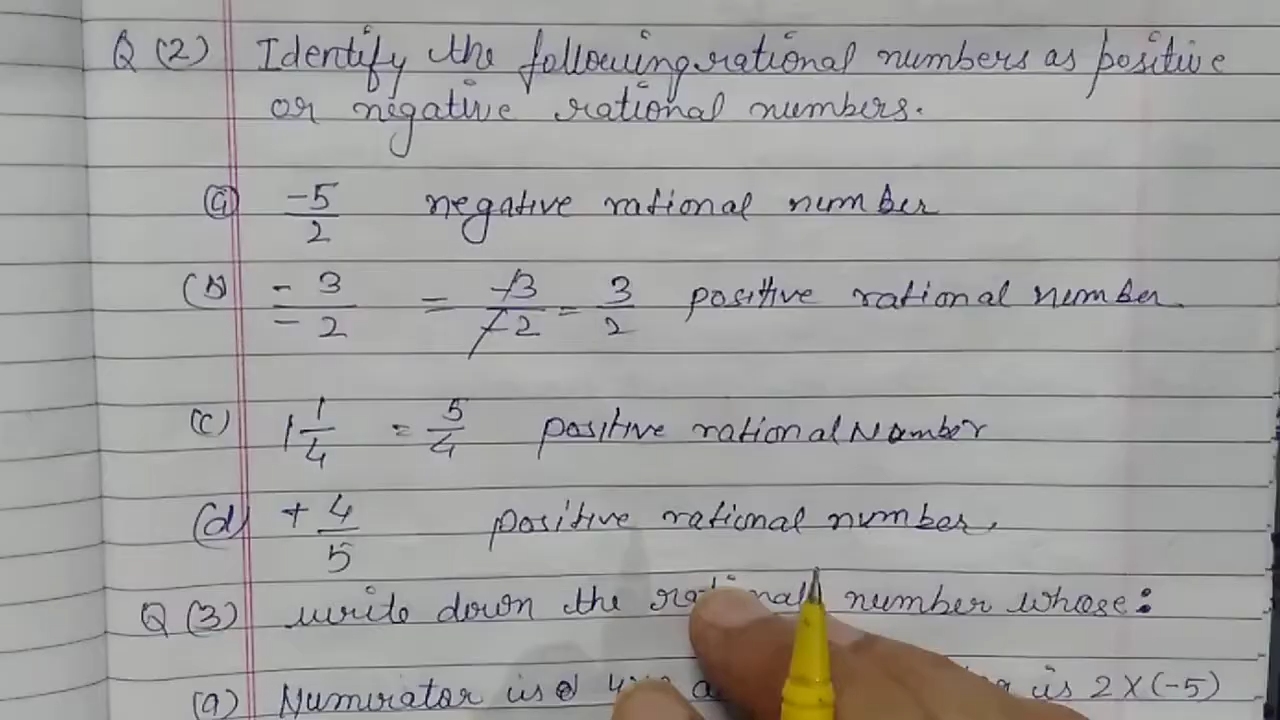 Q (2) Identify the following rational numbers as positive
or negative rational numbers.
(a) -5/2 negative rational number
(b) -3/-2 = -3/-2 = 3/2 positive rational number.
(c) 1 1/4 = 5/4 positive rational Number
(d) + 4/5 positive rational number.
Q (3) write down the rational number whose:
(a) Numirator is is 2 X (-5)